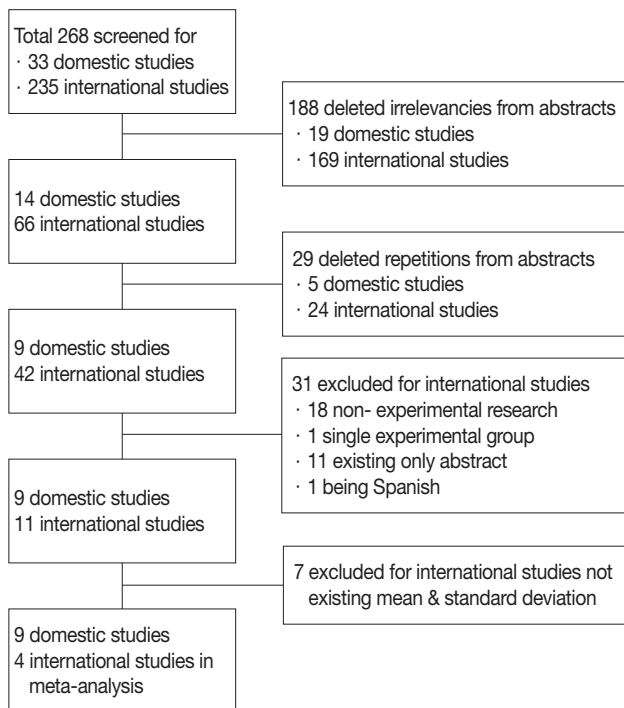 Total 268 screened for
· 33 domestic studies
· 235 international studies
188 deleted irrelevancies from abstracts
· 19 domestic studies
· 169 international studies
14 domestic studies
66 international studies
29 deleted repetitions from abstracts
· 5 domestic studies
· 24 international studies
9 domestic studies
42 international studies
31 excluded for international studies
· 18 non- experimental research
· 1 single experimental group
· 11 existing only abstract
· 1 being Spanish
9 domestic studies
11 international studies
7 excluded for international studies not
existing mean & standard deviation
9 domestic studies
4 international studies in
meta-analysis